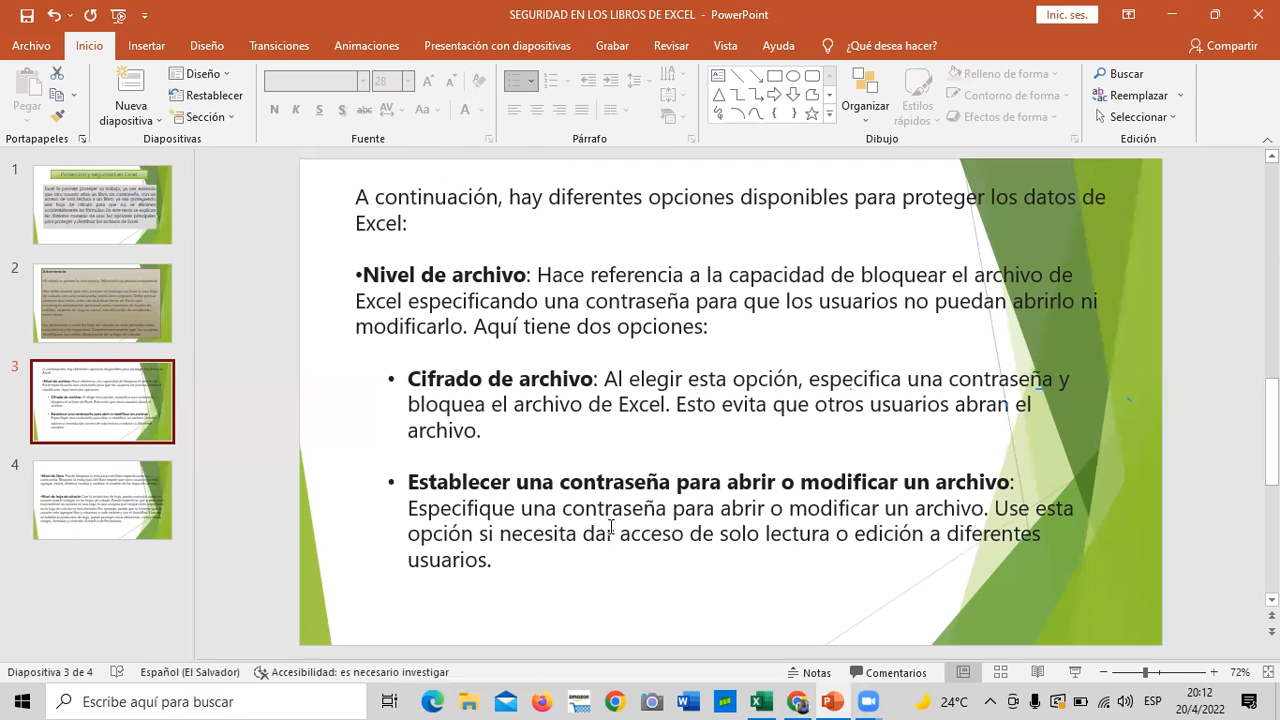 SEGURIDAD EN LOS LIBROS DE EXCEL - PowerPoint
Inic. ses.
Archivo Inicio Insertar Diseño Transiciones Animaciones Presentación con diapositivas Grabar Revisar Vista Ayuda ¿Qué desea hacer? Compartir
Pegar
Nueva diapositiva
Diseño
Restablecer
Sección
28
N K S S abc AV Aa A
Organizar
Estilos rápidos
Relleno de forma
Contorno de forma
Efectos de forma
Buscar
Reemplazar
Seleccionar
Portapapeles Diapositivas Fuente Párrafo Dibujo Edición
1
2
3
4
A continuación, hay diferentes opciones disponibles para proteger los datos de
Excel:
•Nivel de archivo: Hace referencia a la capacidad de bloquear el archivo de
Excel especificando una contraseña para que los usuarios no puedan abrirlo ni
modificarlo. Aquí tiene dos opciones:
• Cifrado de archivo: Al elegir esta opción, especifica una contraseña y
bloquea el archivo de Excel. Esto evita que otros usuarios abran el
archivo.
• Establecer una contraseña para abrir o modificar un archivo:
Especifique una contraseña para abrir o modificar un archivo. Use esta
opción si necesita dar acceso de solo lectura o edición a diferentes
usuarios.
Diapositiva 3 de 4 Español (El Salvador) Accesibilidad: es necesario investigar Notas Comentarios 72%
Escribe aquí para buscar
24°C
ESP
20:12
20/4/2022